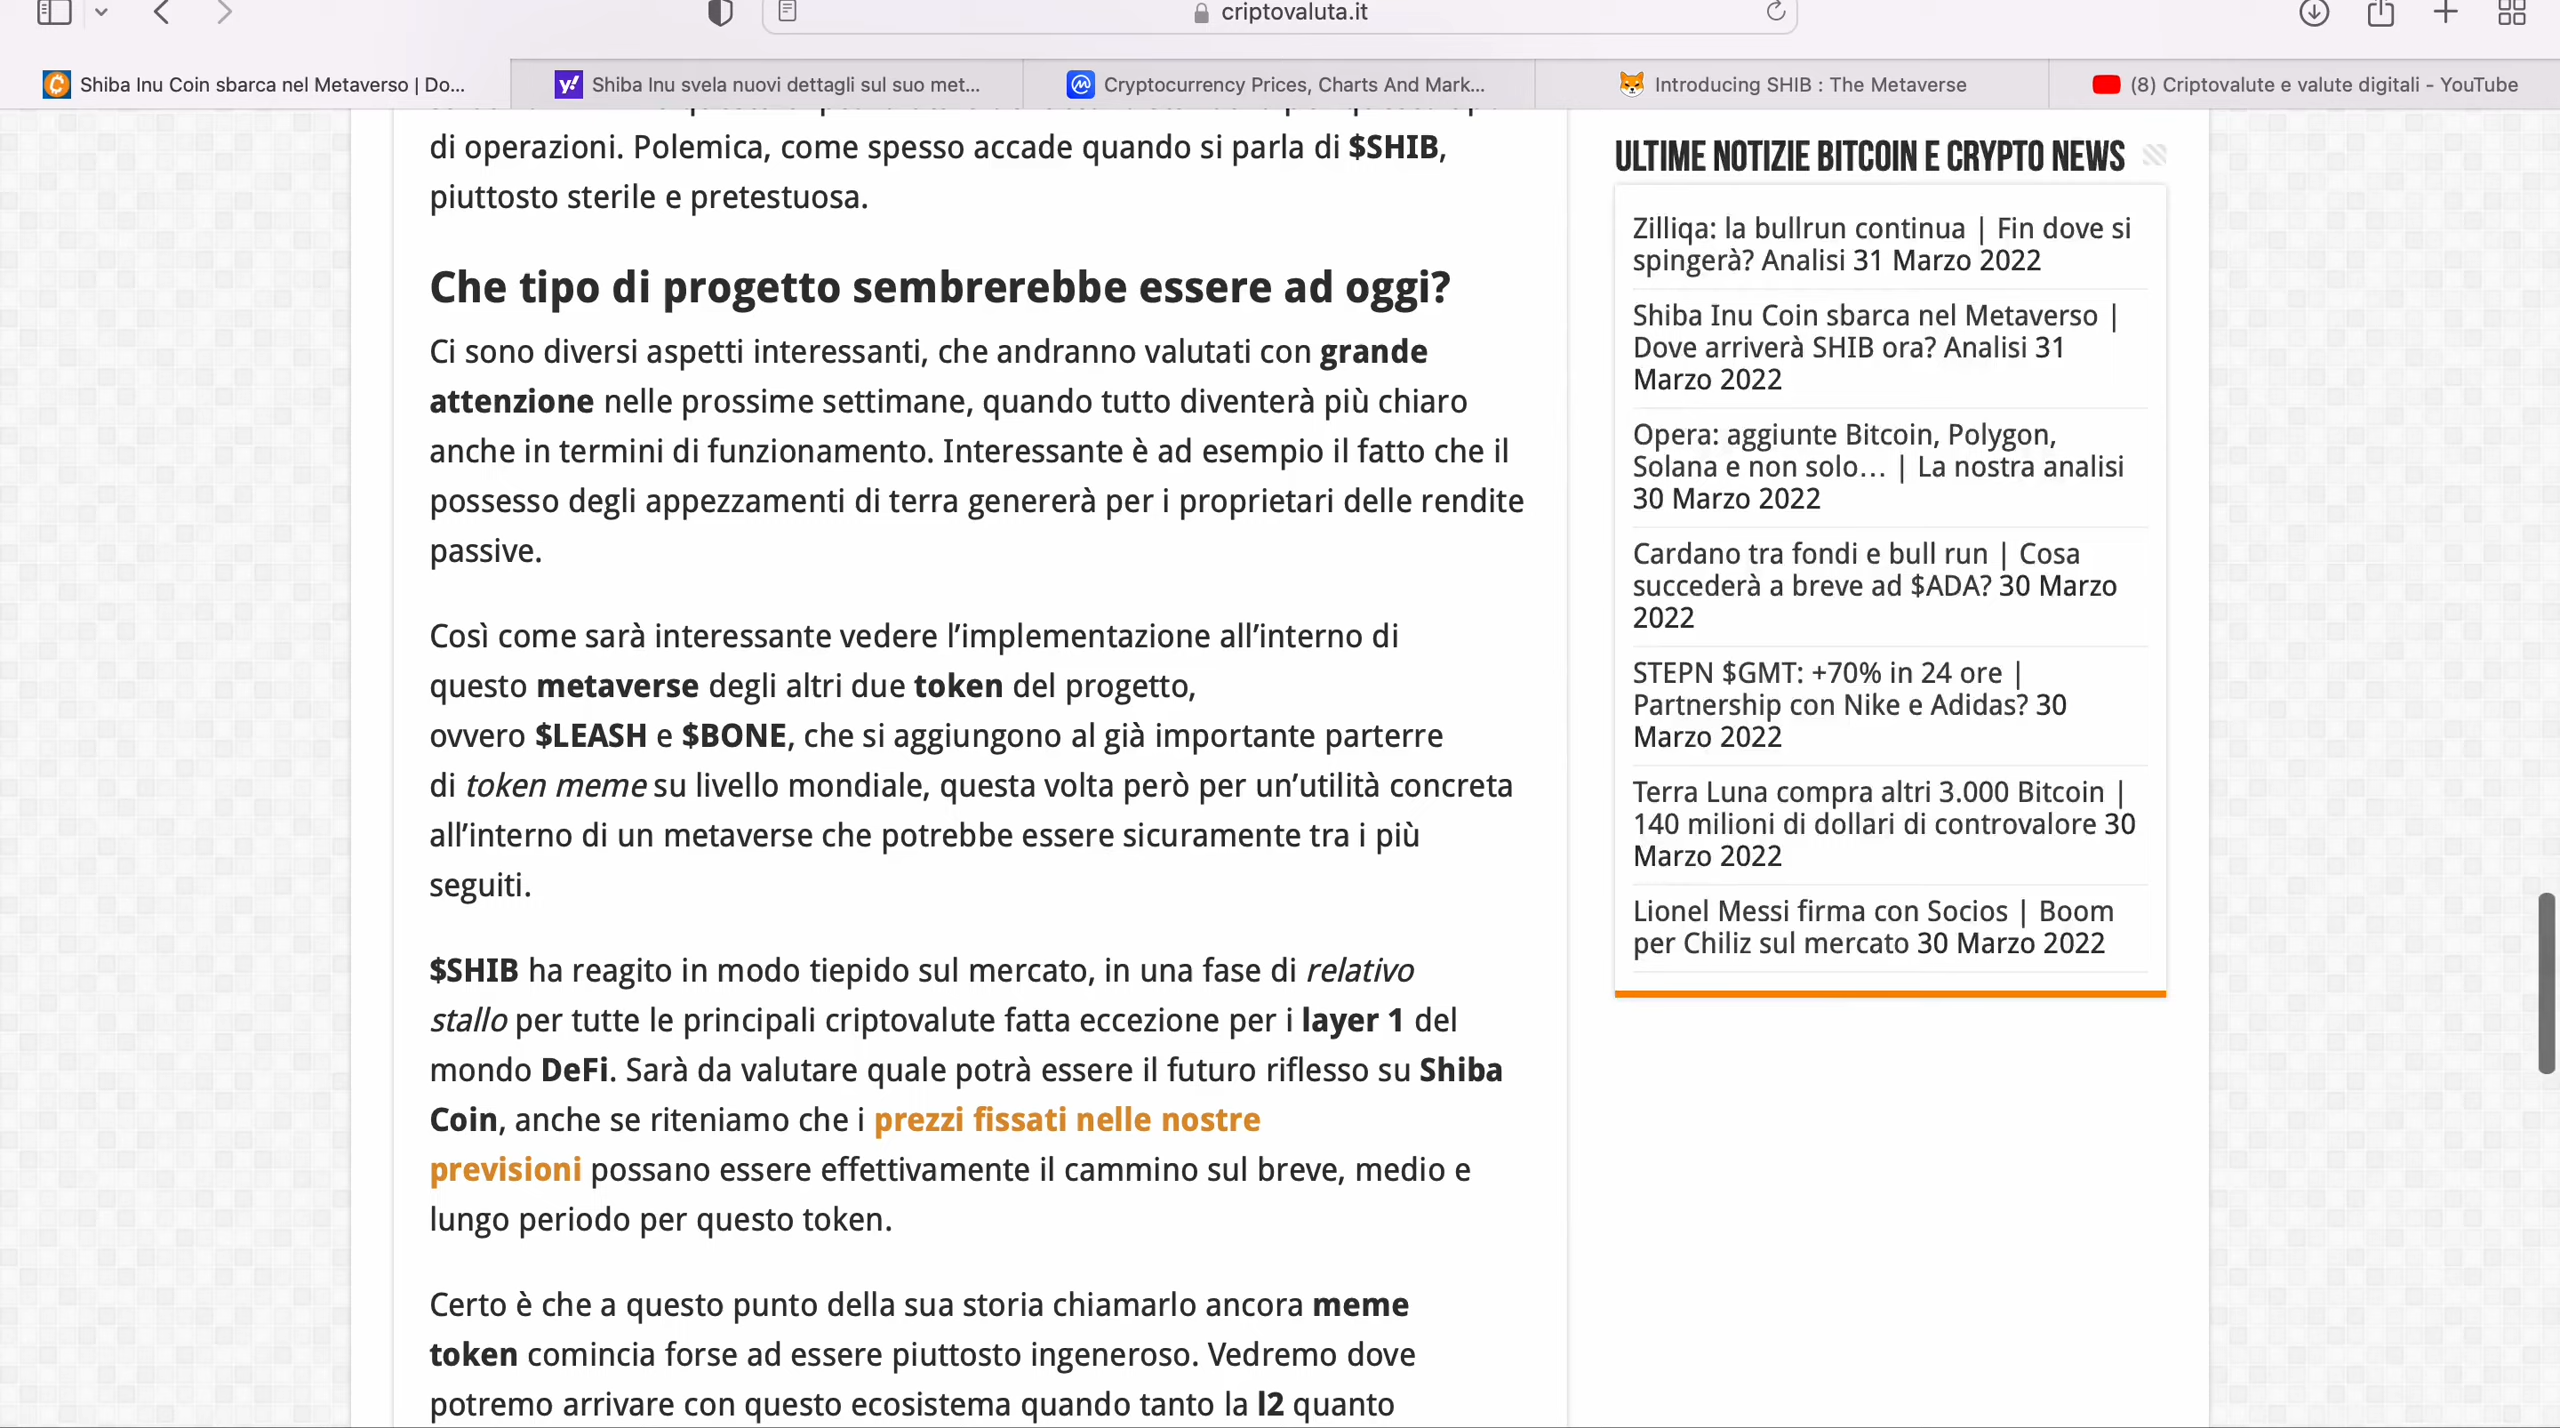 criptovaluta.it
Shiba Inu Coin sbarca nel Metaverso | Do...
Shiba Inu svela nuovi dettagli sul suo met...
Cryptocurrency Prices, Charts And Mark...
Introducing SHIB : The Metaverse
(8) Criptovalute e valute digitali - YouTube
di operazioni. Polemica, come spesso accade quando si parla di $SHIB,
piuttosto sterile e pretestuosa.
Che tipo di progetto sembrerebbe essere ad oggi?
Ci sono diversi aspetti interessanti, che andranno valutati con grande
attenzione nelle prossime settimane, quando tutto diventerà più chiaro
anche in termini di funzionamento. Interessante è ad esempio il fatto che il
possesso degli appezzamenti di terra genererà per i proprietari delle rendite
passive.
Così come sarà interessante vedere l’implementazione all’interno di
questo metaverse degli altri due token del progetto,
ovvero $LEASH e $BONE, che si aggiungono al già importante parterre
di token meme su livello mondiale, questa volta però per un’utilità concreta
all’interno di un metaverse che potrebbe essere sicuramente tra i più
seguiti.
$SHIB ha reagito in modo tiepido sul mercato, in una fase di relativo
stallo per tutte le principali criptovalute fatta eccezione per i layer 1 del
mondo DeFi. Sarà da valutare quale potrà essere il futuro riflesso su Shiba
Coin, anche se riteniamo che i prezzi fissati nelle nostre
previsioni possano essere effettivamente il cammino sul breve, medio e
lungo periodo per questo token.
Certo è che a questo punto della sua storia chiamarlo ancora meme
token comincia forse ad essere piuttosto ingeneroso. Vedremo dove
potremo arrivare con questo ecosistema quando tanto la l2 quanto
ULTIME NOTIZIE BITCOIN E CRYPTO NEWS
Zilliqa: la bullrun continua | Fin dove si
spingerà? Analisi 31 Marzo 2022
Shiba Inu Coin sbarca nel Metaverso |
Dove arriverà SHIB ora? Analisi 31
Marzo 2022
Opera: aggiunte Bitcoin, Polygon,
Solana e non solo… | La nostra analisi
30 Marzo 2022
Cardano tra fondi e bull run | Cosa
succederà a breve ad $ADA? 30 Marzo
2022
STEPN $GMT: +70% in 24 ore |
Partnership con Nike e Adidas? 30
Marzo 2022
Terra Luna compra altri 3.000 Bitcoin |
140 milioni di dollari di controvalore 30
Marzo 2022
Lionel Messi firma con Socios | Boom
per Chiliz sul mercato 30 Marzo 2022